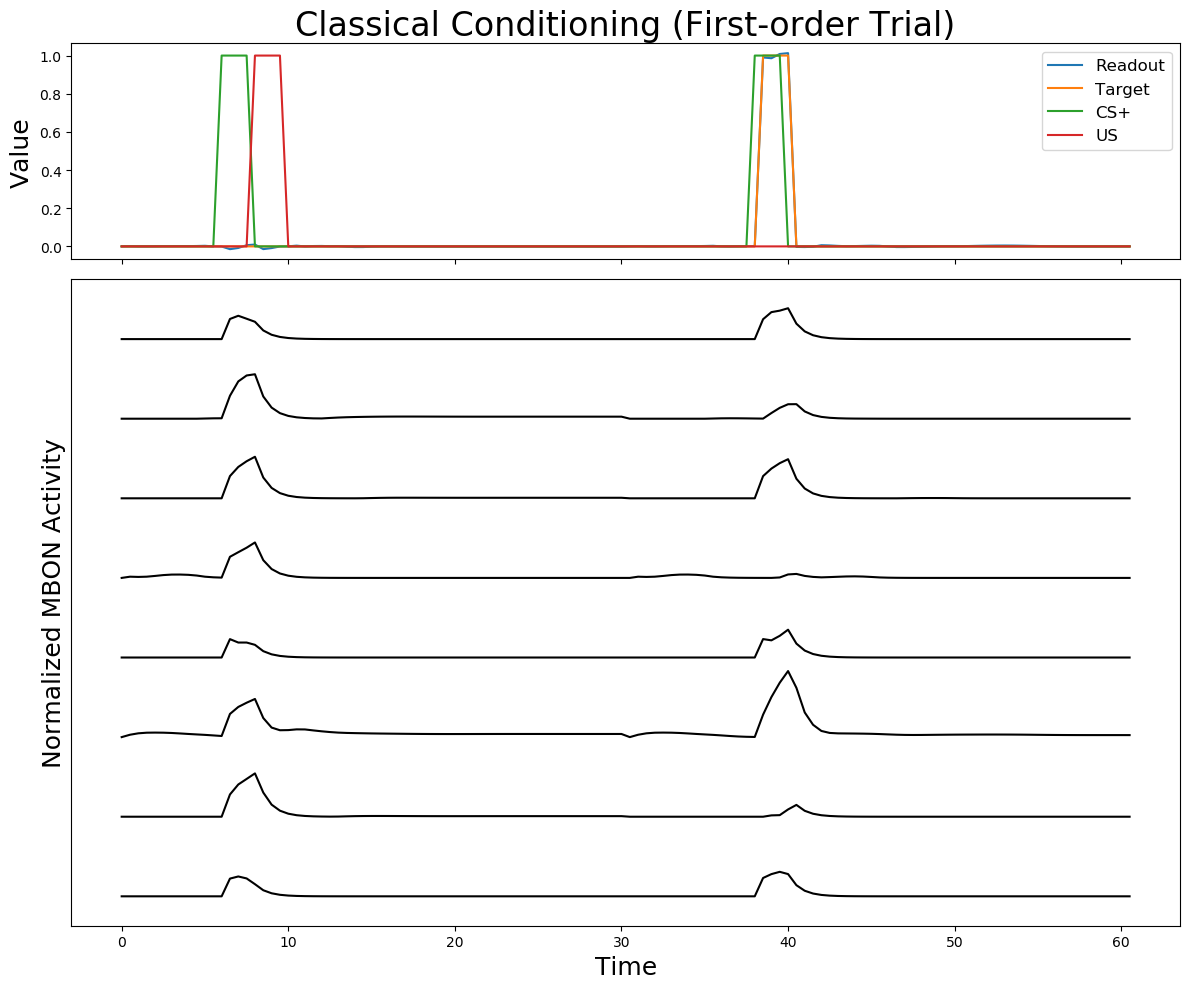 Classical Conditioning (First-order Trial)
Value
1.0
0.8
0.6
0.4
0.2
0.0
Readout
Target
CS+
US
Normalized MBON Activity
0
10
20
30
40
50
60
Time